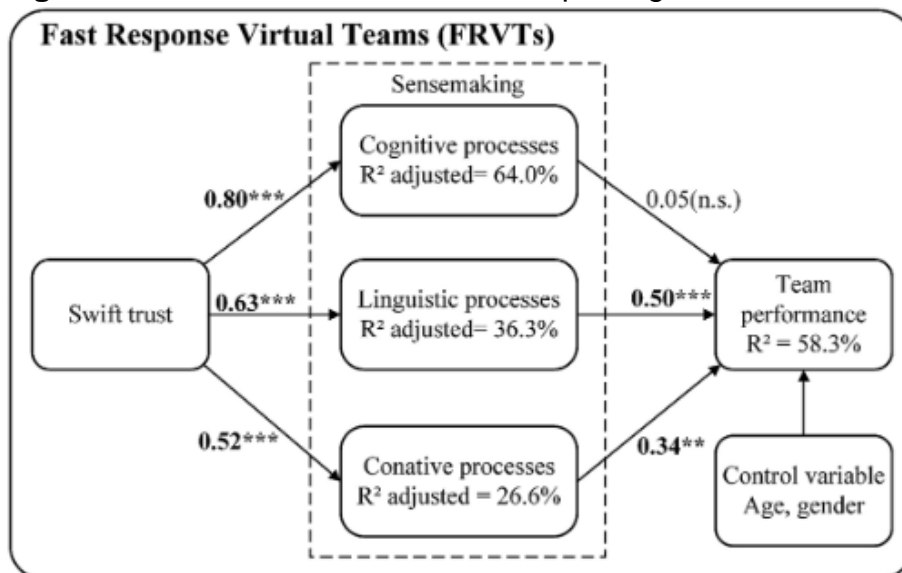 Fast Response Virtual Teams (FRVTs)
Sensemaking
Cognitive processes
R² adjusted= 64.0%
0.80***
0.05(n.s.)
Swift trust
0.63***
Linguistic processes
R² adjusted= 36.3%
0.50***
Team
performance
R² = 58.3%
0.52***
Conative processes
R² adjusted = 26.6%
0.34**
Control variable
Age, gender